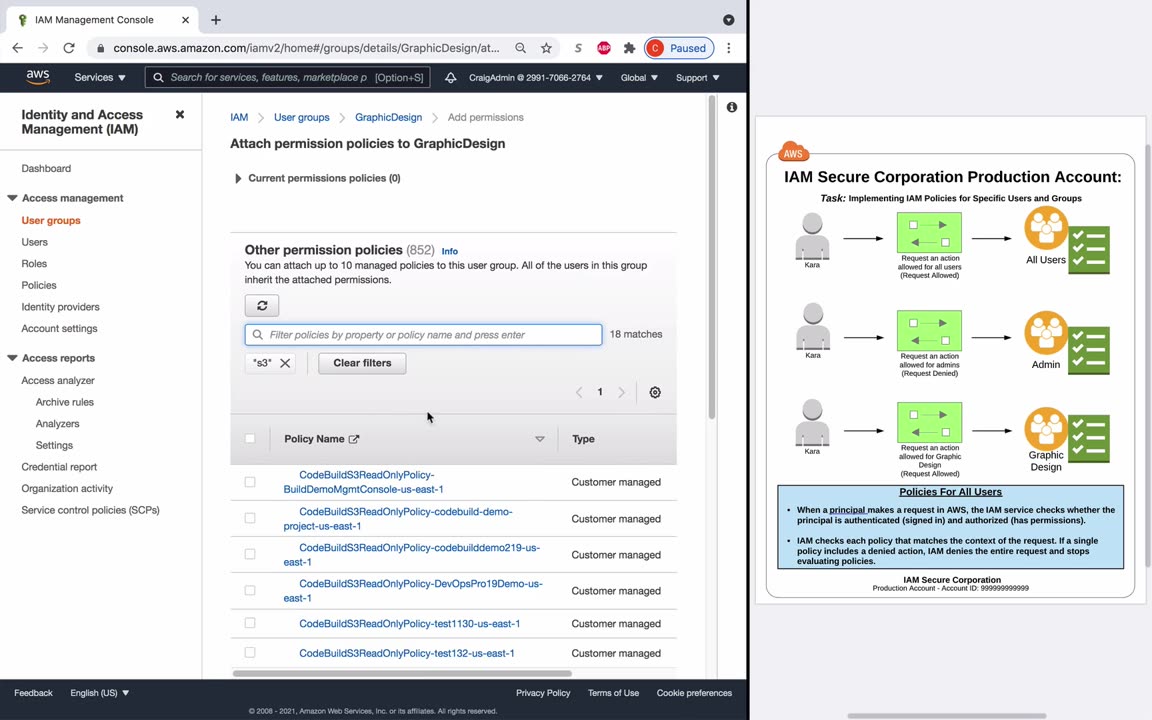 IAM Management Console
console.aws.amazon.com/iamv2/home#/groups/details/GraphicDesign/at...
S
ABP
C Paused
aws
Services
Search for services, features, marketplace p [Option+S]
CraigAdmin @ 2991-7066-2764
Global
Support
Identity and Access
Management (IAM)
Dashboard
Access management
User groups
Users
Roles
Policies
Identity providers
Account settings
Access reports
Access analyzer
Archive rules
Analyzers
Settings
Credential report
Organization activity
Service control policies (SCPs)
IAM > User groups > GraphicDesign > Add permissions
Attach permission policies to GraphicDesign
Current permissions policies (0)
Other permission policies (852) Info
You can attach up to 10 managed policies to this user group. All of the users in this group
inherit the attached permissions.
Filter policies by property or policy name and press enter
18 matches
"s3"
Clear filters
1
Policy Name
Type
CodeBuildS3ReadOnlyPolicy-
BuildDemoMgmtConsole-us-east-1
Customer managed
CodeBuildS3ReadOnlyPolicy-codebuild-demo-
project-us-east-1
Customer managed
CodeBuildS3ReadOnlyPolicy-codebuilddemo219-us-
east-1
Customer managed
CodeBuildS3ReadOnlyPolicy-DevOpsPro19Demo-us-
east-1
Customer managed
CodeBuildS3ReadOnlyPolicy-test1130-us-east-1
Customer managed
CodeBuildS3ReadOnlyPolicy-test132-us-east-1
Customer managed
Feedback
English (US)
Privacy Policy
Terms of Use
Cookie preferences
© 2008 - 2021, Amazon Web Services, Inc. or its affiliates. All rights reserved.
AWS
IAM Secure Corporation Production Account:
Task: Implementing IAM Policies for Specific Users and Groups
Kara
Request an action
allowed for all users
(Request Allowed)
All Users
Kara
Request an action
allowed for admins
(Request Denied)
Admin
Kara
Request an action
allowed for Graphic
Design
(Request Allowed)
Graphic
Design
Policies For All Users
• When a principal makes a request in AWS, the IAM service checks whether the
principal is authenticated (signed in) and authorized (has permissions).
• IAM checks each policy that matches the context of the request. If a single
policy includes a denied action, IAM denies the entire request and stops
evaluating policies.
IAM Secure Corporation
Production Account - Account ID: 999999999999